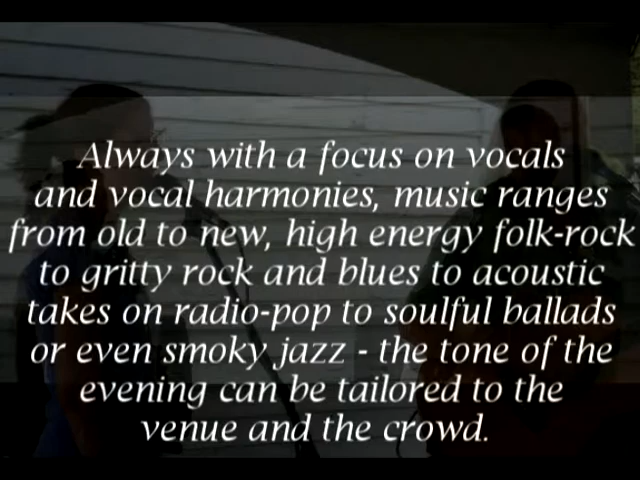 Always with a focus on vocals
and vocal harmonies, music ranges
from old to new, high energy folk-rock
to gritty rock and blues to acoustic
takes on radio-pop to soulful ballads
or even smoky jazz - the tone of the
evening can be tailored to the
venue and the crowd.